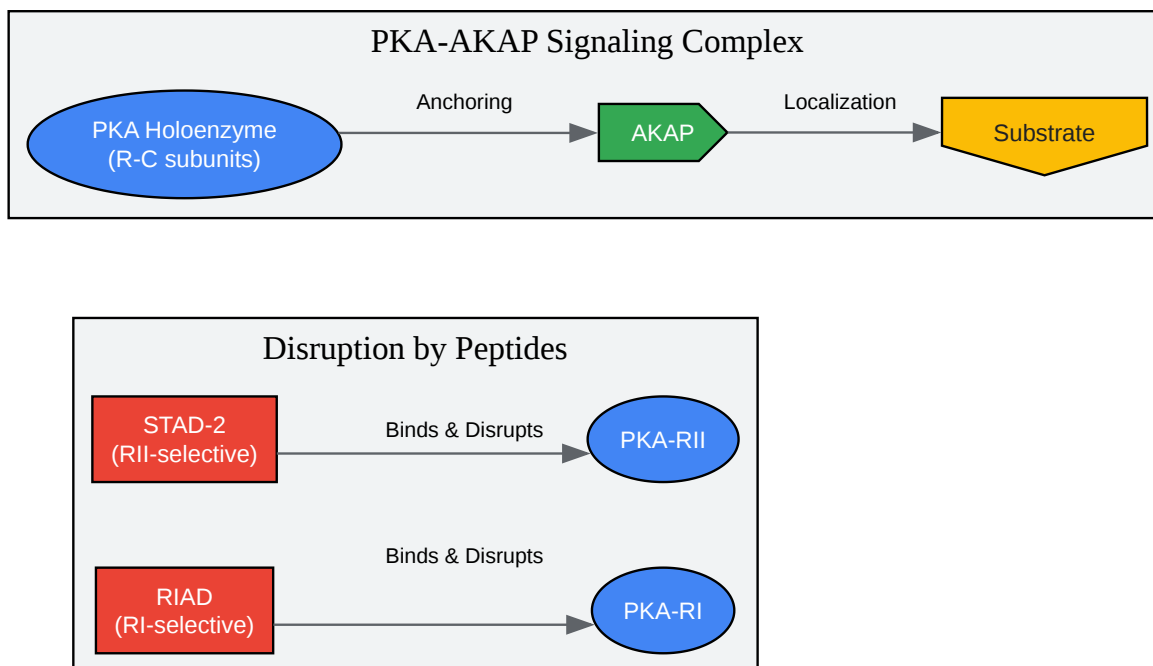 PKA-AKAP Signaling Complex
PKA Holoenzyme
(R-C subunits)
Anchoring
AKAP
Localization
Substrate
Disruption by Peptides
STAD-2
(RII-selective)
Binds & Disrupts
PKA-RII
RIAD
(RI-selective)
Binds & Disrupts
PKA-RI